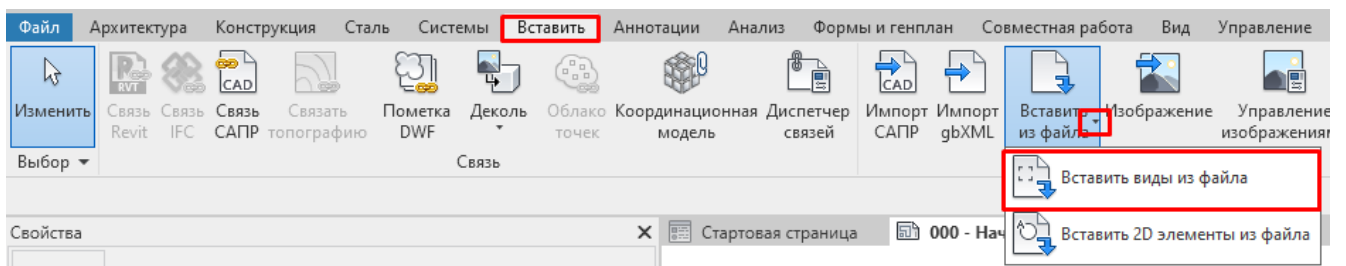 Файл Архитектура Конструкция Сталь Системы Вставить Аннотации Анализ Формы и генплан Совместная работа Вид Управление
RVT CAD CAD
Изменить Связь Связь Связь Связать Пометка Деколь Облако Координационная Диспетчер Импорт Импорт Вставить Изображение Управление
Revit IFC САПР топографию DWF точек модель связей САПР gbXML из файла изображениям
Выбор Связь
Вставить виды из файла
Свойства Стартовая страница 000 - Нач Вставить 2D элементы из файла